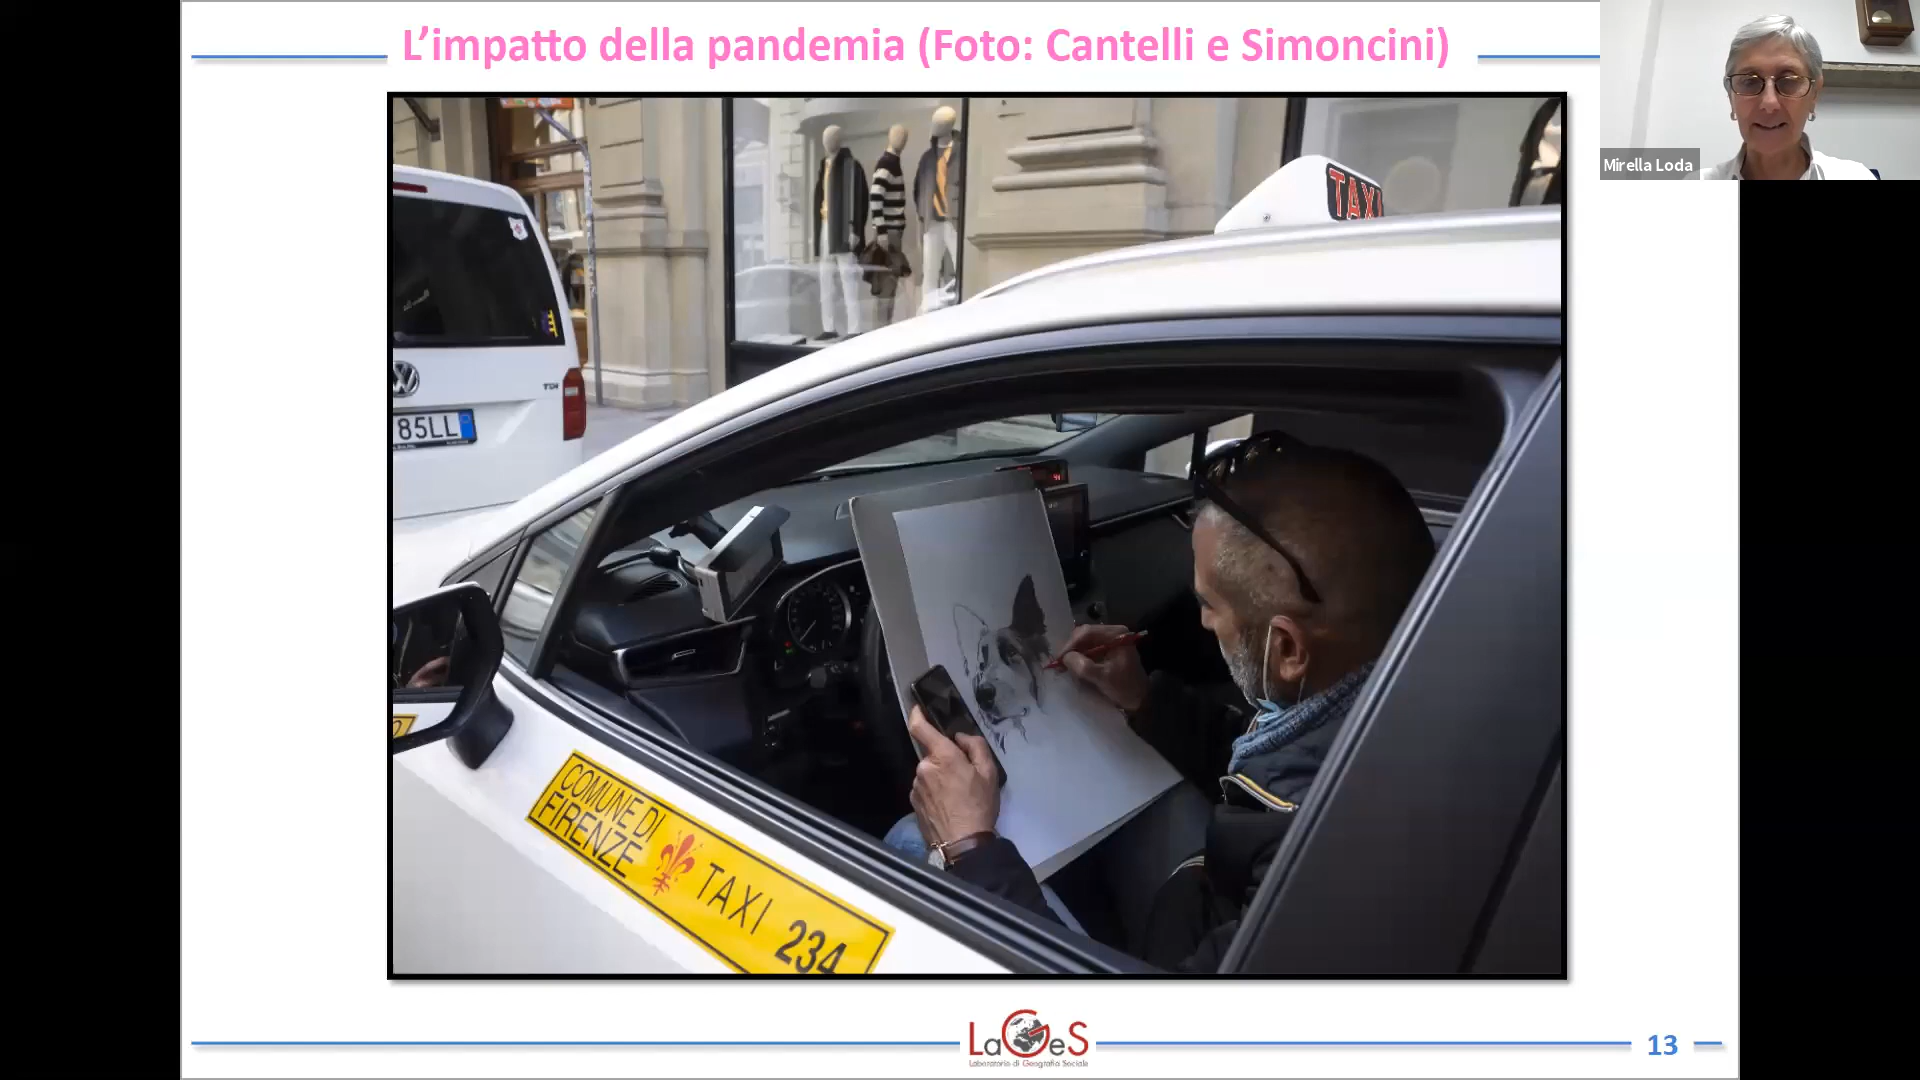 L’impatto della pandemia (Foto: Cantelli e Simoncini)
Mirella Loda
TAXI
TDI
85LL
COMUNE DI
FIRENZE
TAXI 234
LaGeS
Laboratorio di Geografia Sociale
13